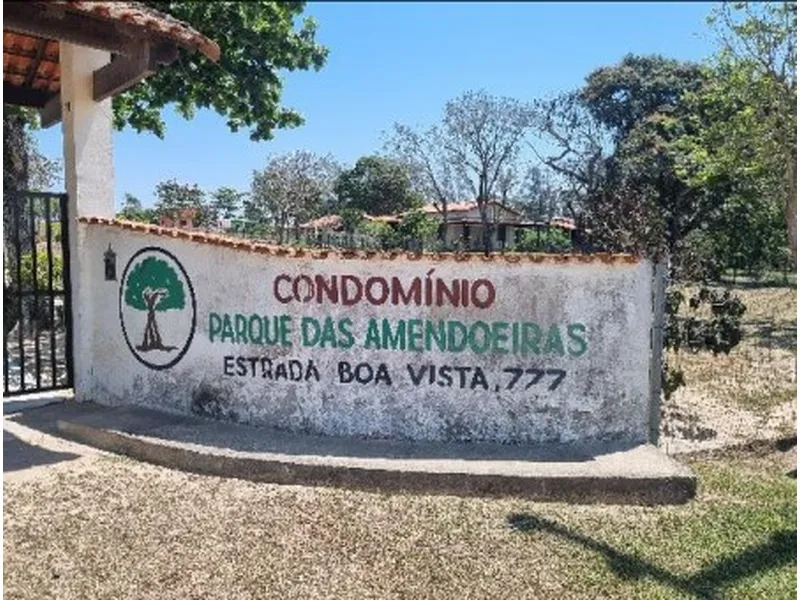 CONDOMÍNIO
PARQUE DAS AMENDOEIRAS
ESTRADA BOA VISTA, 777